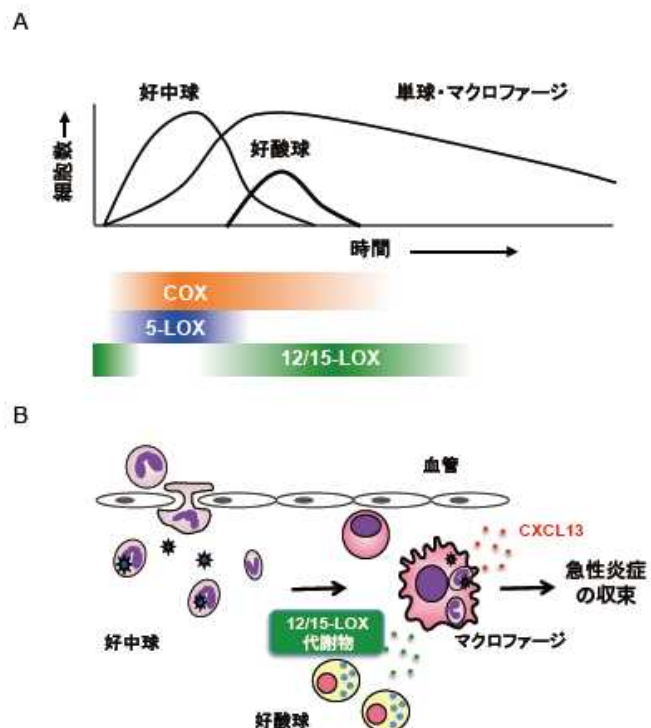 A
好中球
単球・マクロファージ
好酸球
細胞数
時間
COX
5-LOX
12/15-LOX
B
血管
CXCL13
急性炎症
の収束
12/15-LOX
代謝物
好中球
マクロファージ
好酸球